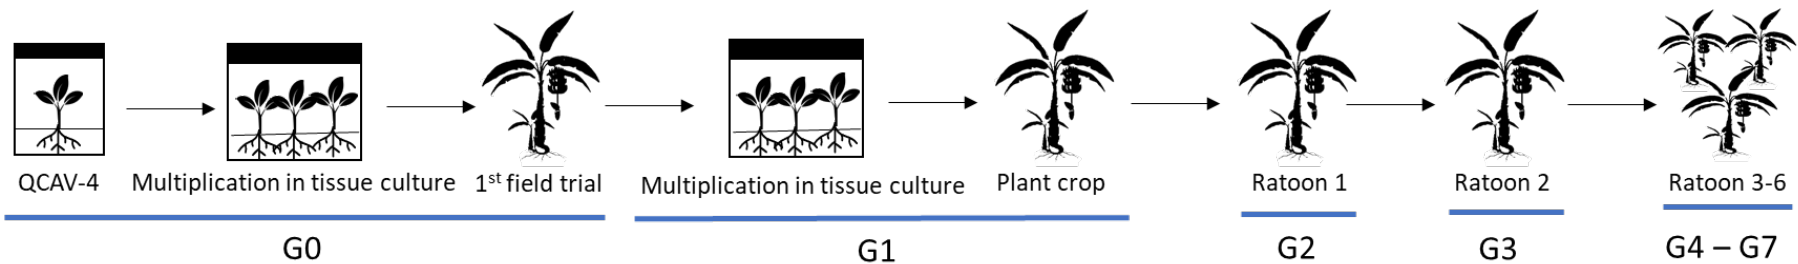 QCAV-4
Multiplication in tissue culture
1st field trial
Multiplication in tissue culture
Plant crop
Ratoon 1
Ratoon 2
Ratoon 3-6
G0
G1
G2
G3
G4 – G7